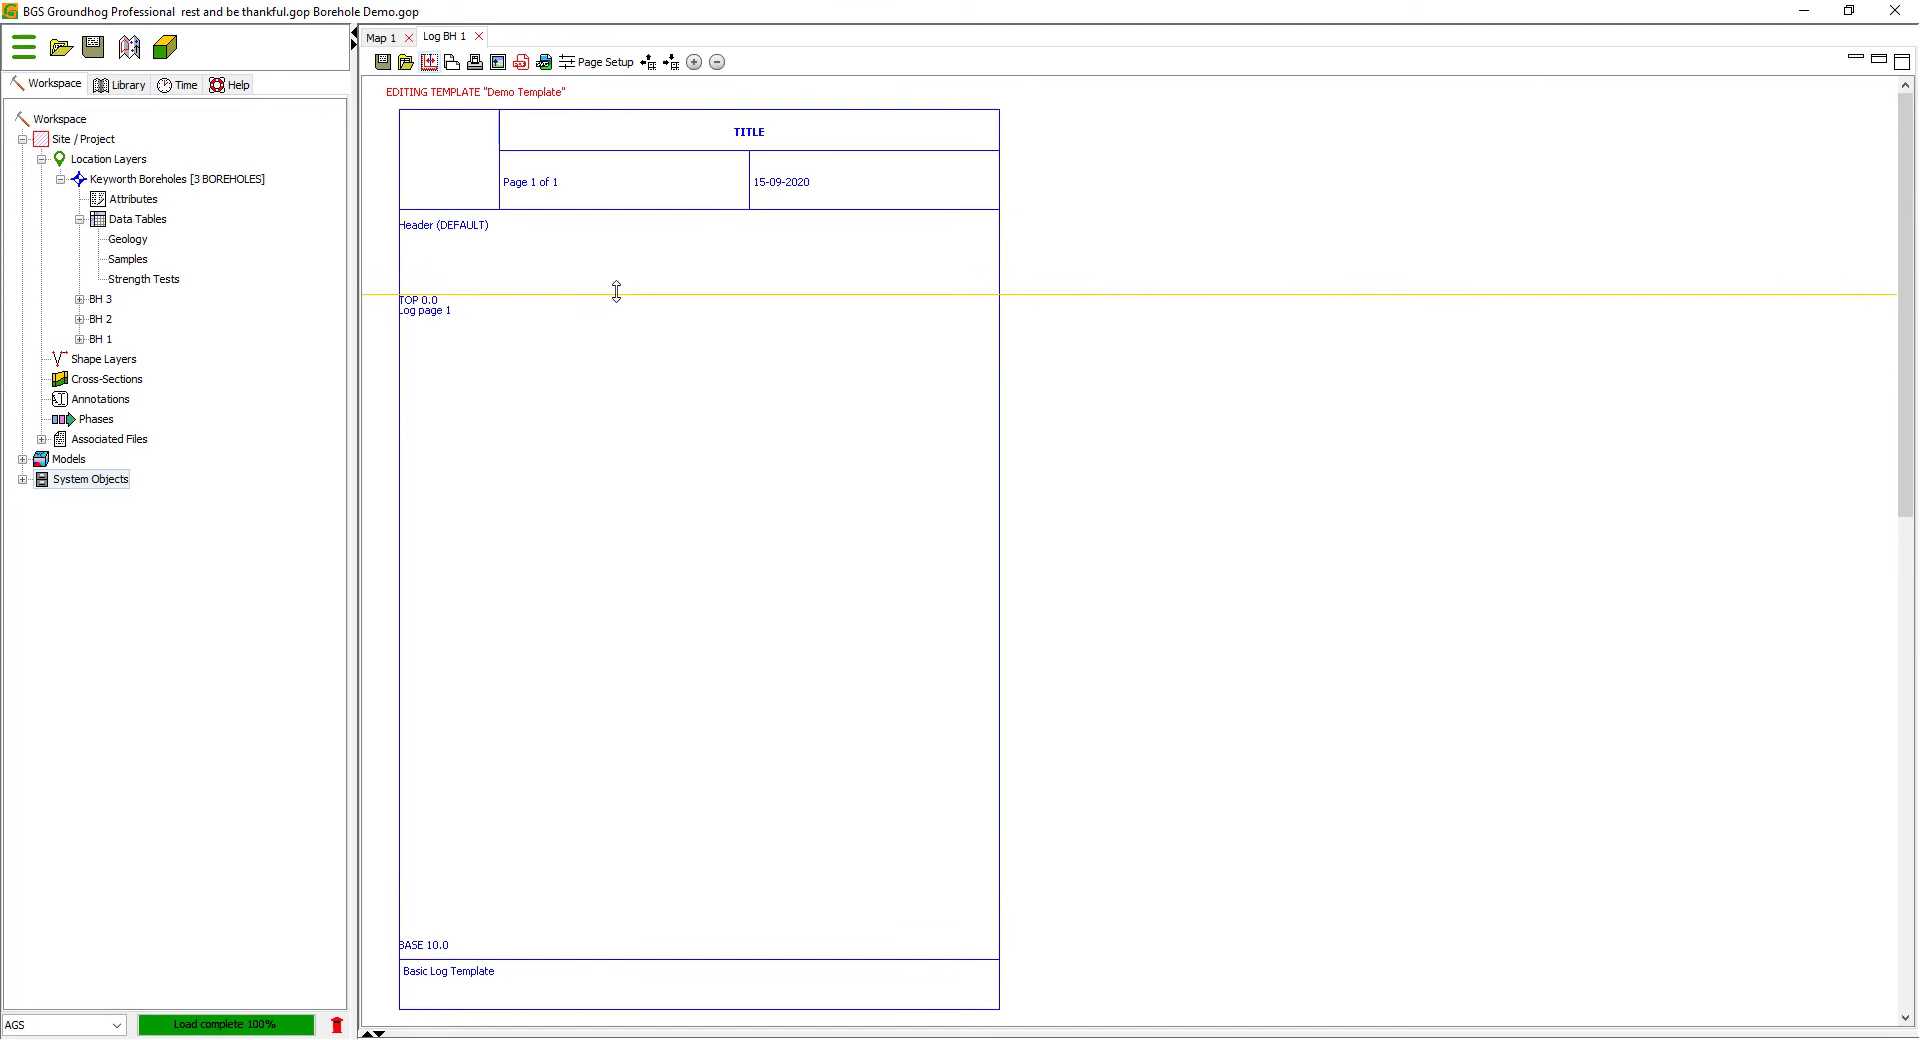 BGS Groundhog Professional rest and be thankful.gop Borehole Demo.gop
Map 1
Log BH 1
Page Setup
Workspace
Library
Time
Help
EDITING TEMPLATE "Demo Template"
Workspace
Site / Project
Location Layers
Keyworth Boreholes [3 BOREHOLES]
Attributes
Data Tables
Geology
Samples
Strength Tests
BH 3
BH 2
BH 1
Shape Layers
Cross-Sections
Annotations
Phases
Associated Files
Models
System Objects
TITLE
Page 1 of 1
15-09-2020
Header (DEFAULT)
TOP 0.0
Log page 1
BASE 10.0
Basic Log Template
AGS
Load complete 100%